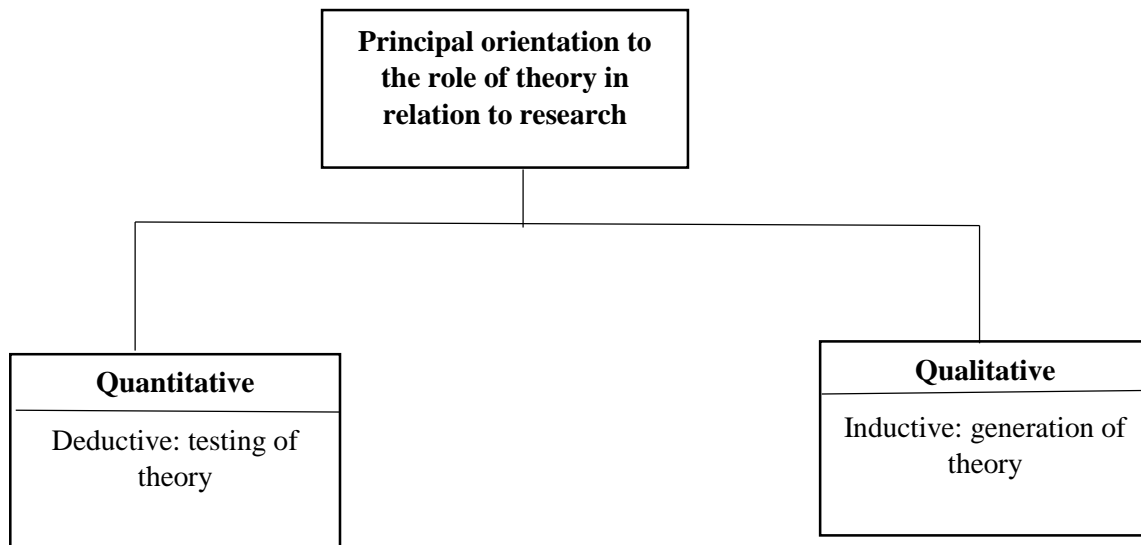 Principal orientation to
the role of theory in
relation to research
Quantitative
Deductive: testing of
theory
Qualitative
Inductive: generation of
theory